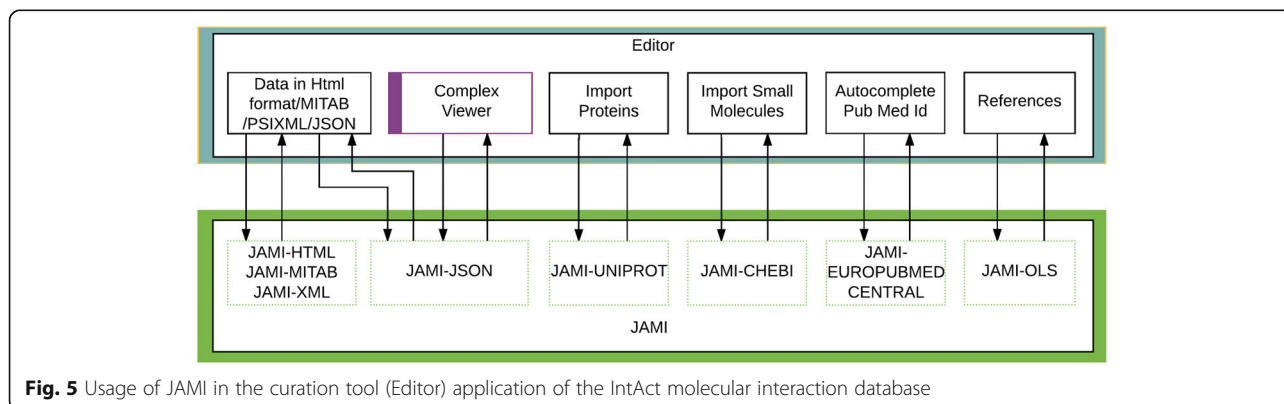 Editor
Data in Html
format/MITAB
/PSIXML/JSON
Complex
Viewer
Import
Proteins
Import Small
Molecules
Autocomplete
Pub Med Id
References
JAMI-HTML
JAMI-MITAB
JAMI-XML
JAMI-JSON
JAMI-UNIPROT
JAMI-CHEBI
JAMI-
EUROPUBMED
CENTRAL
JAMI-OLS
JAMI
Fig. 5 Usage of JAMI in the curation tool (Editor) application of the IntAct molecular interaction database